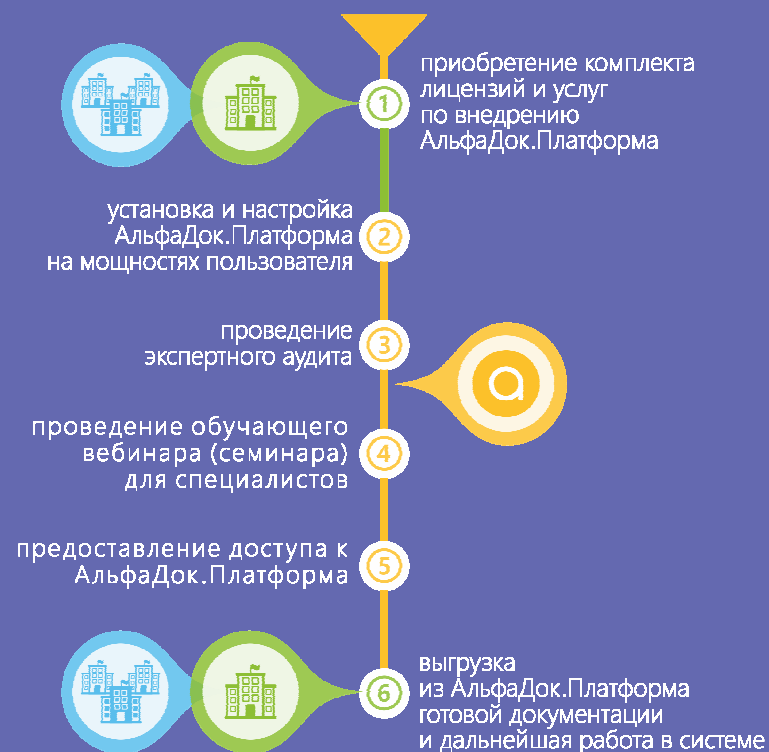 1
приобретение комплекта
лицензий и услуг
по внедрению
АльфаДок.Платформа
установка и настройка
АльфаДок.Платформа
на мощностях пользователя
2
проведение
экспертного аудита
3
a
проведение обучающего
вебинара (семинара)
для специалистов
4
предоставление доступа к
АльфаДок.Платформа
5
6
выгрузка
из АльфаДок.Платформа
готовой документации
и дальнейшая работа в системе